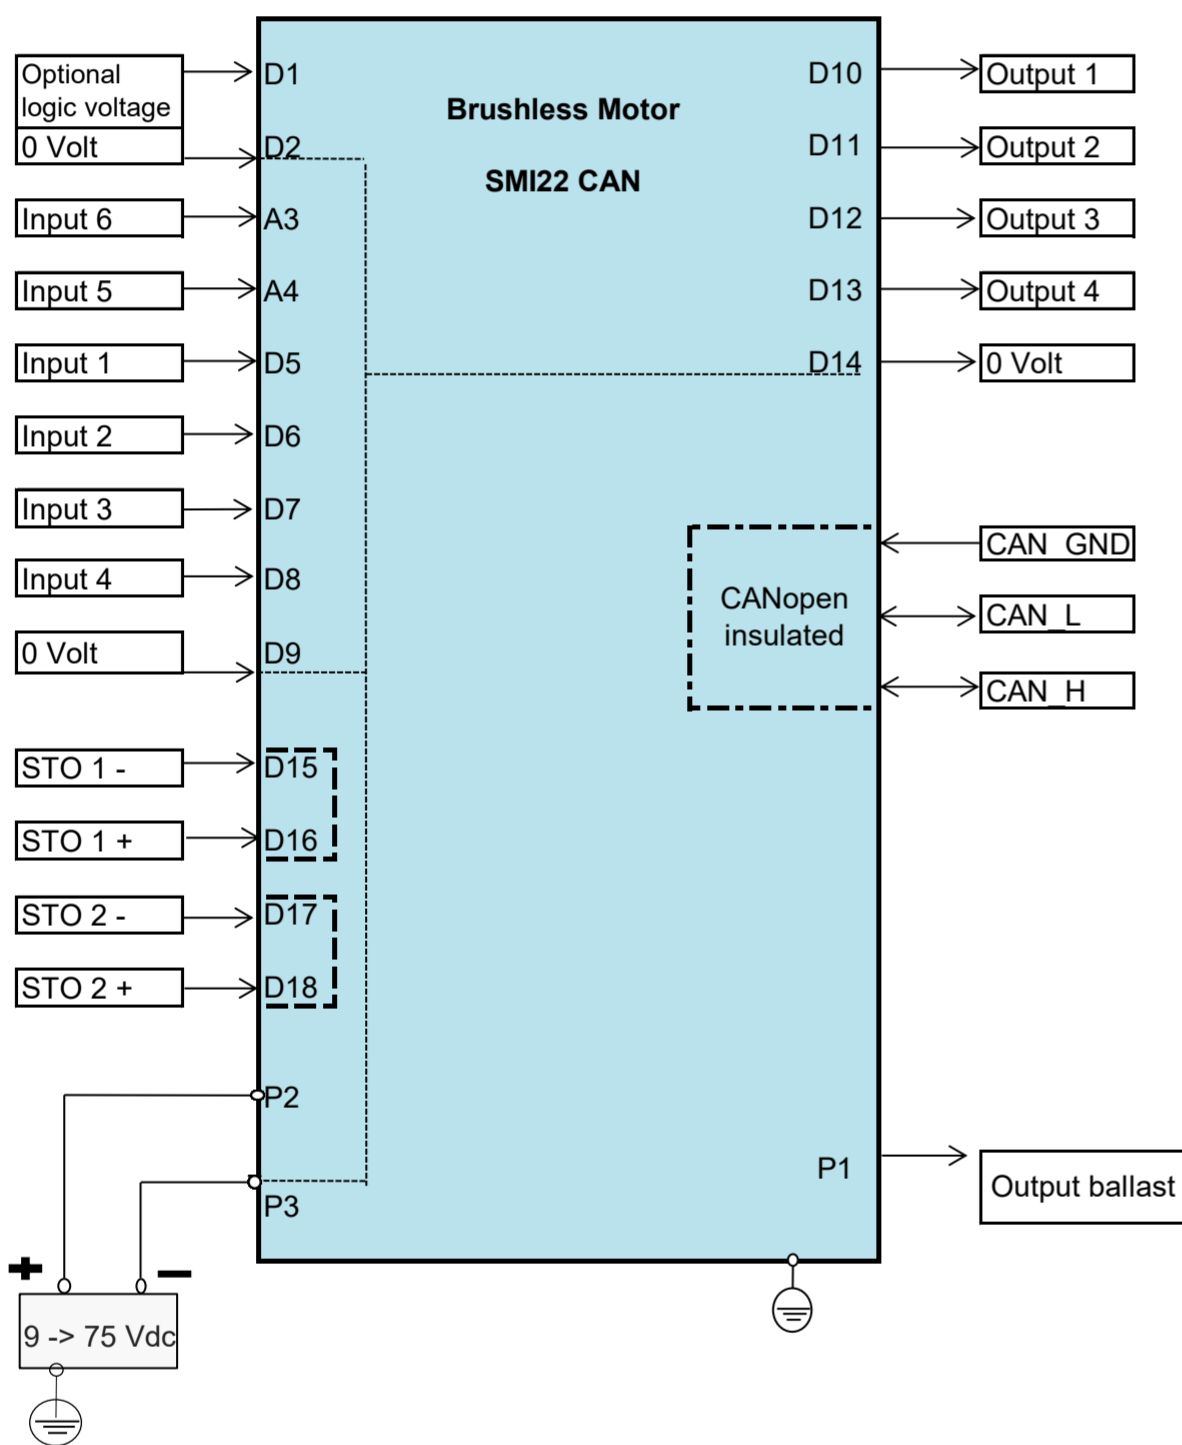 Brushless Motor
SMI22 CAN
Optional
logic voltage
0 Volt
Input 6
Input 5
Input 1
Input 2
Input 3
Input 4
0 Volt
STO 1 -
STO 1 +
STO 2 -
STO 2 +
D1
D2
A3
A4
D5
D6
D7
D8
D9
D15
D16
D17
D18
P2
P3
+
–
9 -> 75 Vdc
D10
D11
D12
D13
D14
CANopen
insulated
P1
Output 1
Output 2
Output 3
Output 4
0 Volt
CAN_GND
CAN_L
CAN_H
Output ballast